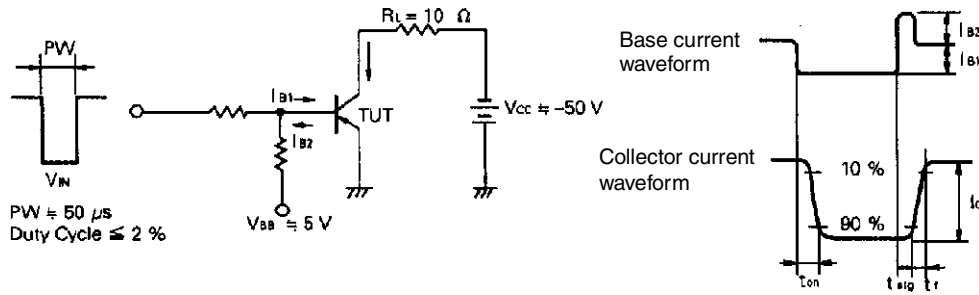 PW
VIN
PW ≒ 50 μs
Duty Cycle ≦ 2 %
IB1
IB2
VBB ≒ 5 V
TUT
RL = 10 Ω
VCC ≒ –50 V
Base current
waveform
IB2
IB1
Collector current
waveform
10 %
90 %
IC
ton
tstg
tf